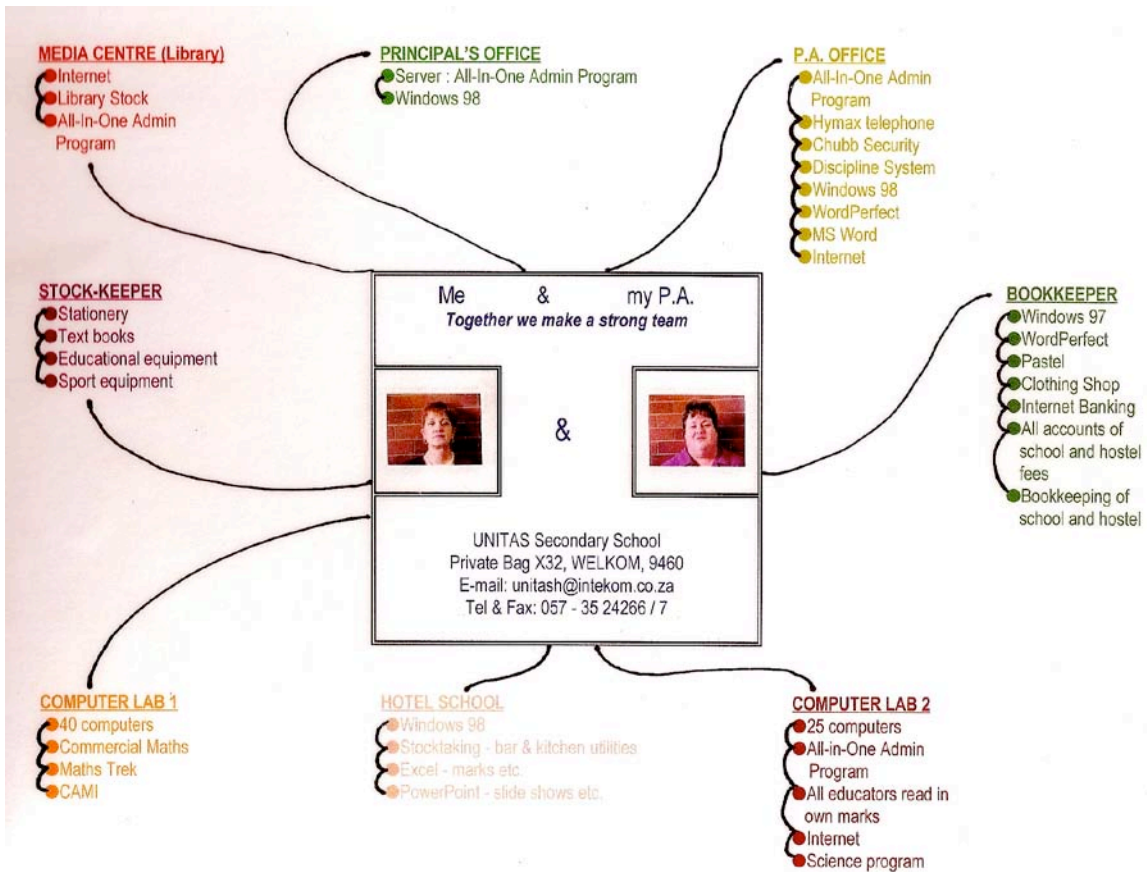 MEDIA CENTRE (Library)
Internet
Library Stock
All-In-One Admin
Program
PRINCIPAL'S OFFICE
Server : All-In-One Admin Program
Windows 98
P.A. OFFICE
All-In-One Admin
Program
Hymax telephone
Chubb Security
Discipline System
Windows 98
WordPerfect
MS Word
Internet
STOCK-KEEPER
Stationery
Text books
Educational equipment
Sport equipment
Me & my P.A.
Together we make a strong team
&
UNITAS Secondary School
Private Bag X32, WELKOM, 9460
E-mail: unitash@intekom.co.za
Tel & Fax: 057 - 35 24266 / 7
BOOKKEEPER
Windows 97
WordPerfect
Pastel
Clothing Shop
Internet Banking
All accounts of
school and hostel
fees
Bookkeeping of
school and hostel
COMPUTER LAB 1
40 computers
Commercial Maths
Maths Trek
CAMI
HOTEL SCHOOL
Windows 98
Stocktaking - bar & kitchen utilities
Excel - marks etc.
PowerPoint - slide shows etc.
COMPUTER LAB 2
25 computers
All-in-One Admin
Program
All educators read in
own marks
Internet
Science program